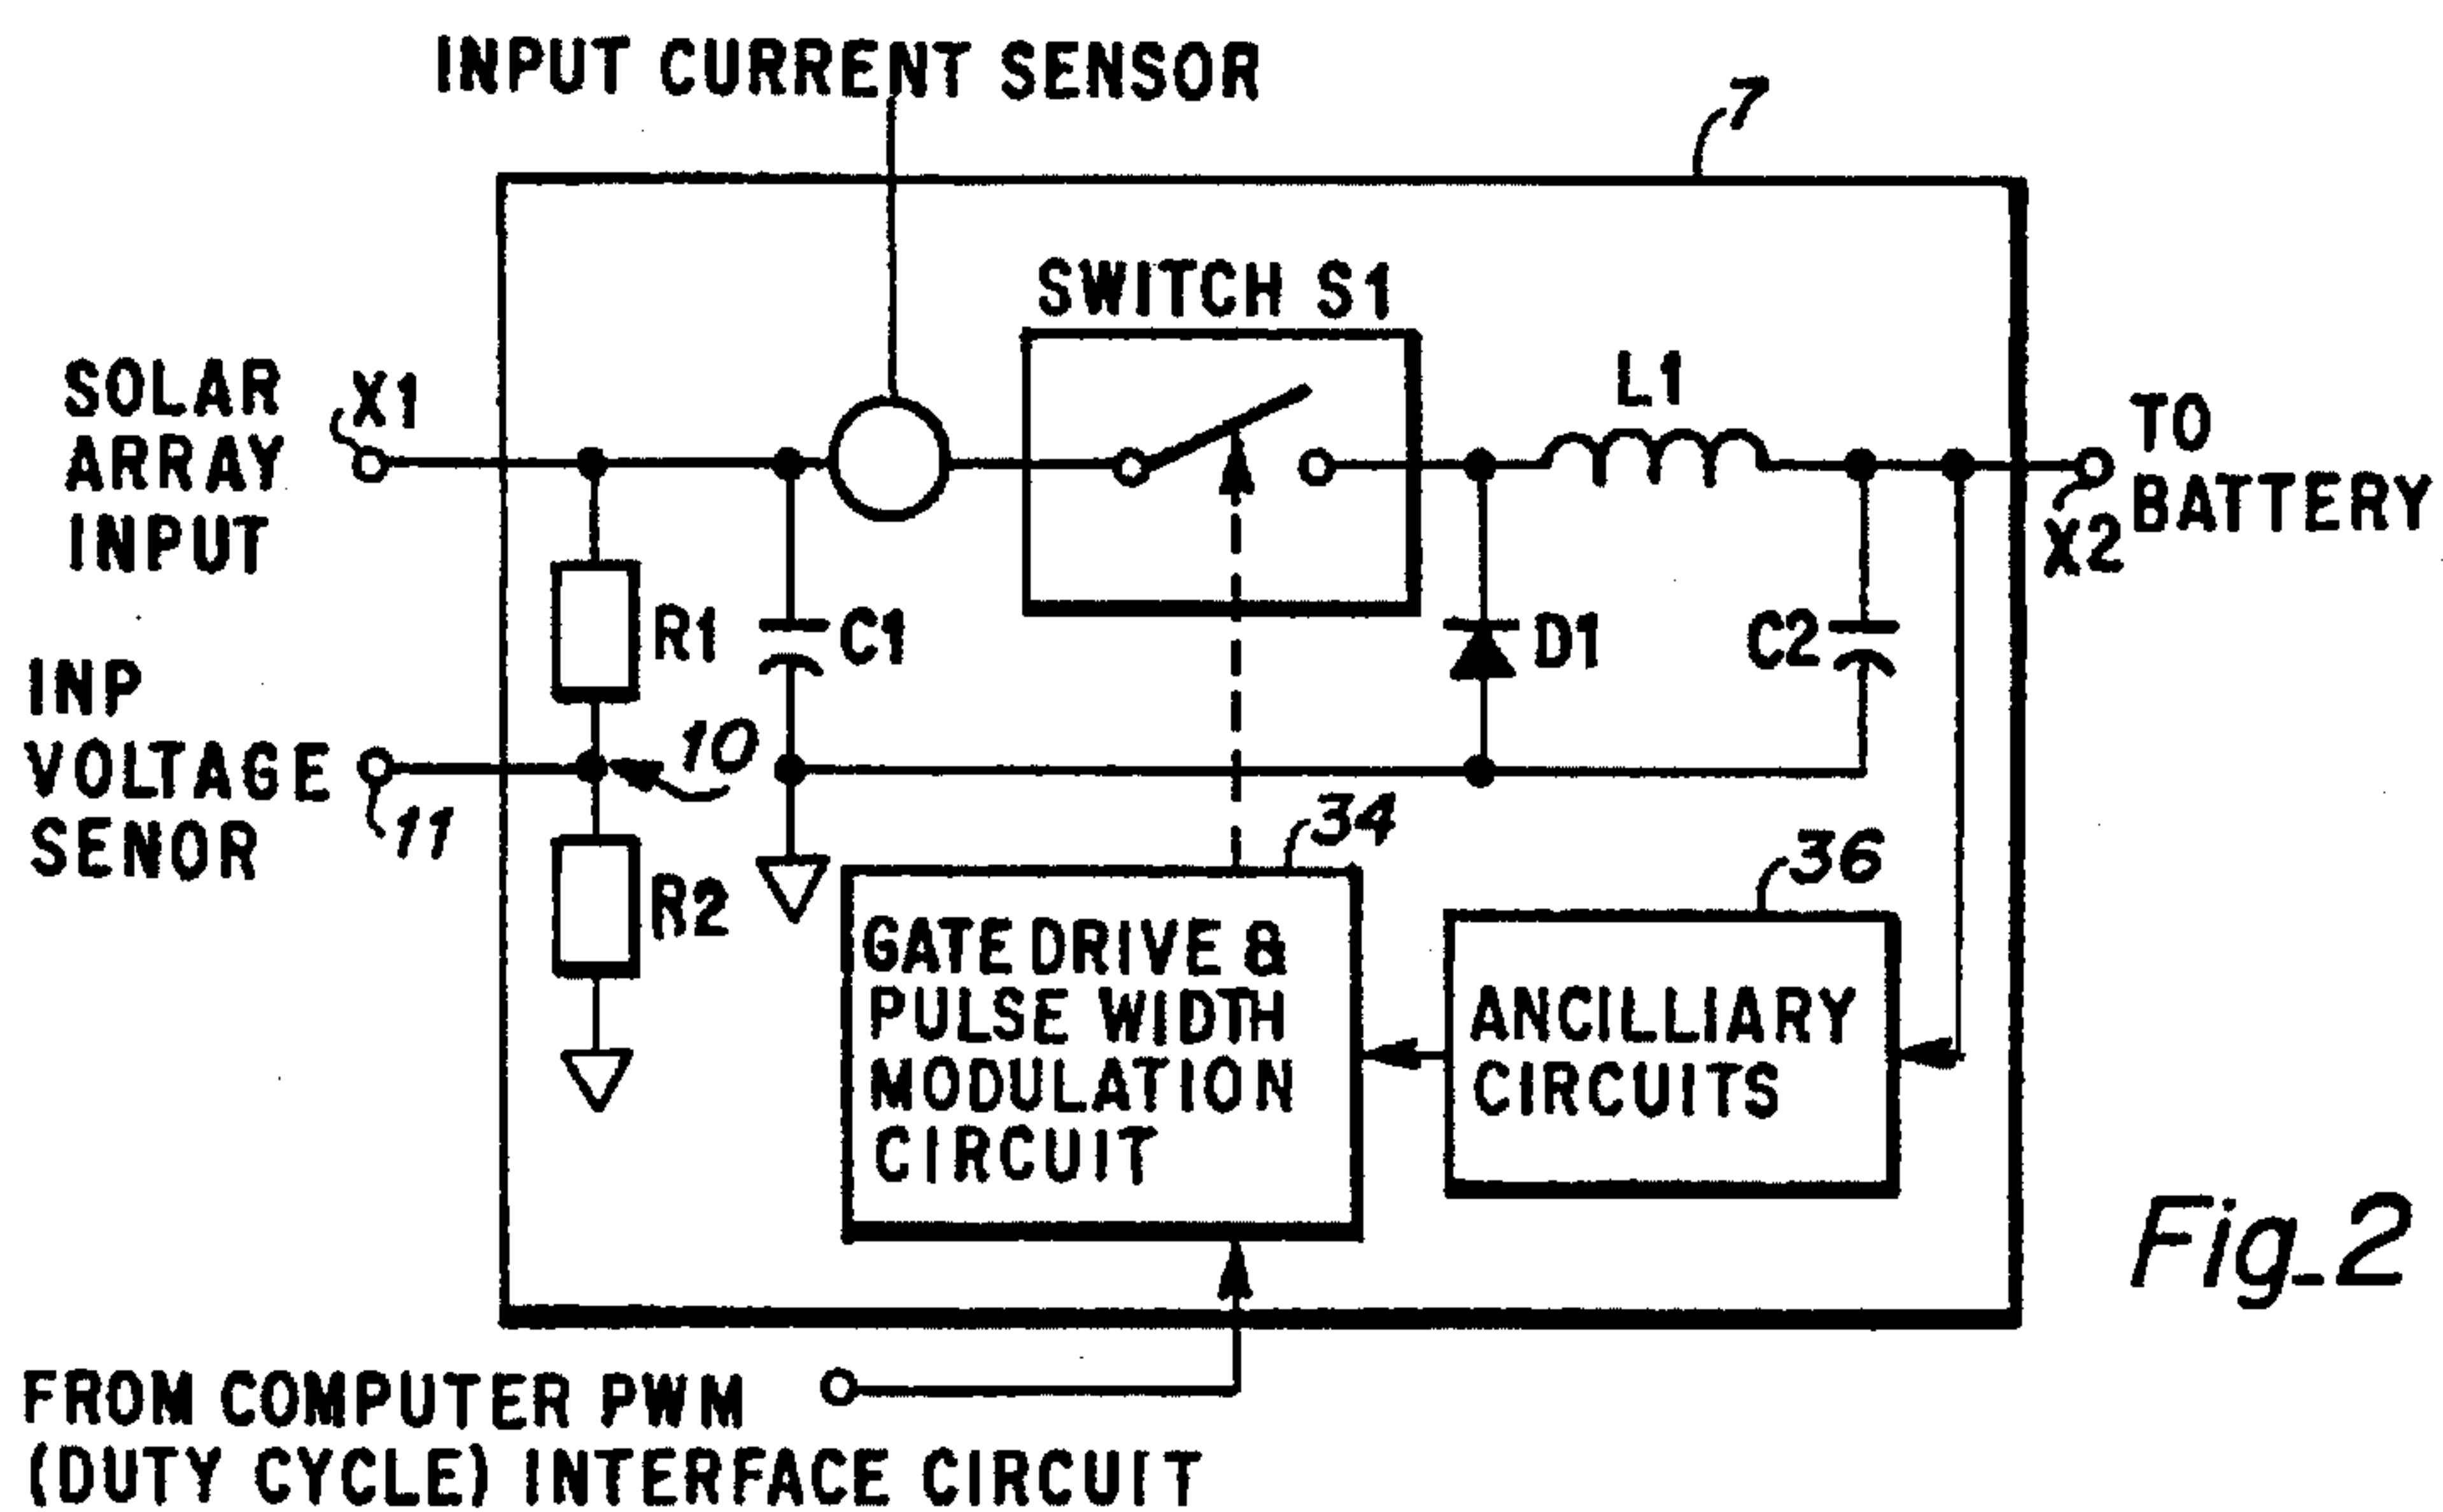 INPUT CURRENT SENSOR
7
SWITCH S1
L1
SOLAR
ARRAY
INPUT
X1
TO
BATTERY
X2
R1
C1
D1
C2
INP
VOLTAGE
SENOR
11
10
34
36
R2
GATE DRIVE &
PULSE WIDTH
MODULATION
CIRCUIT
ANCILLIARY
CIRCUITS
Fig_2
FROM COMPUTER PWM
(DUTY CYCLE) INTERFACE CIRCUIT